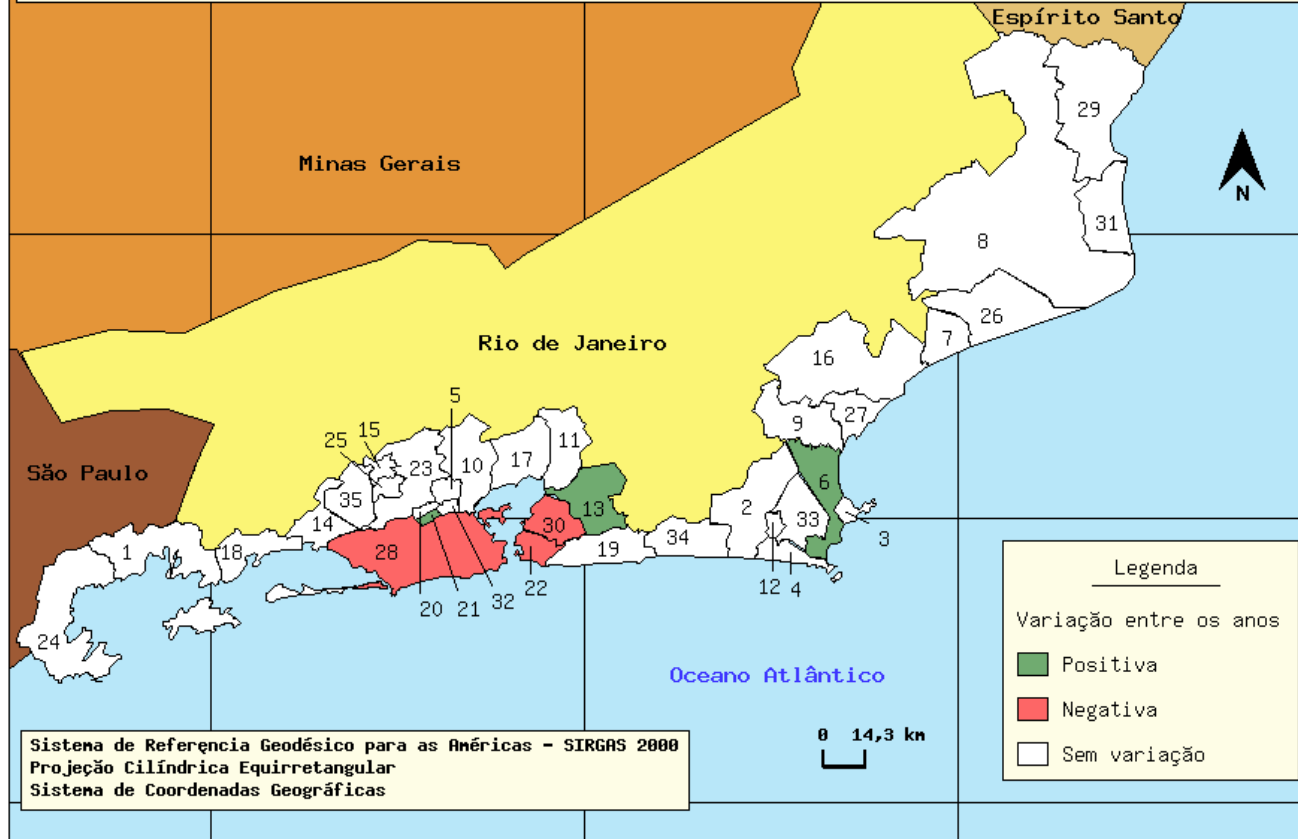 Espírito Santo
Minas Gerais
29
N
31
8
26
7
Rio de Janeiro
16
5
15
25
11
9
27
17
23
10
São Paulo
35
6
13
2
14
30
33
3
28
19
34
1
18
22
12
4
20
21
32
24
Oceano Atlântico
Legenda
Variação entre os anos
Positiva
Negativa
Sem variação
0 14,3 km
Sistema de Referęncia Geodésico para as Américas - SIRGAS 2000
Projeção Cilíndrica Equirretangular
Sistema de Coordenadas Geográficas